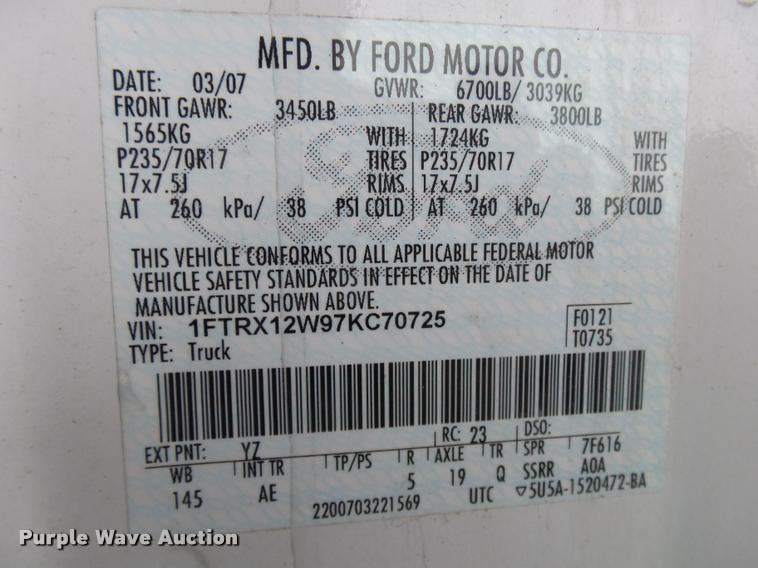 MFD. BY FORD MOTOR CO.
DATE: 03/07 GVWR: 6700LB/ 3039KG
FRONT GAWR: 3450LB REAR GAWR: 3800LB
1565KG WITH 1724KG WITH
P235/70R17 TIRES P235/70R17 TIRES
17x7.5J RIMS 17x7.5J RIMS
AT 260 kPa/ 38 PSI COLD AT 260 kPa/ 38 PSI COLD
Ford
THIS VEHICLE CONFORMS TO ALL APPLICABLE FEDERAL MOTOR
VEHICLE SAFETY STANDARDS IN EFFECT ON THE DATE OF
MANUFACTURE SHOWN ABOVE.
VIN: 1FTRX12W97KC70725 F0121
TYPE: Truck T0735
EXT PNT: YZ RC: 23 DSO:
WB INT TR TP/PS R AXLE TR SPR 7F616
145 AE 5 19 Q SSRR A0A
2200703221569 UTC ▽5U5A-1520472-BA
Purple Wave Auction